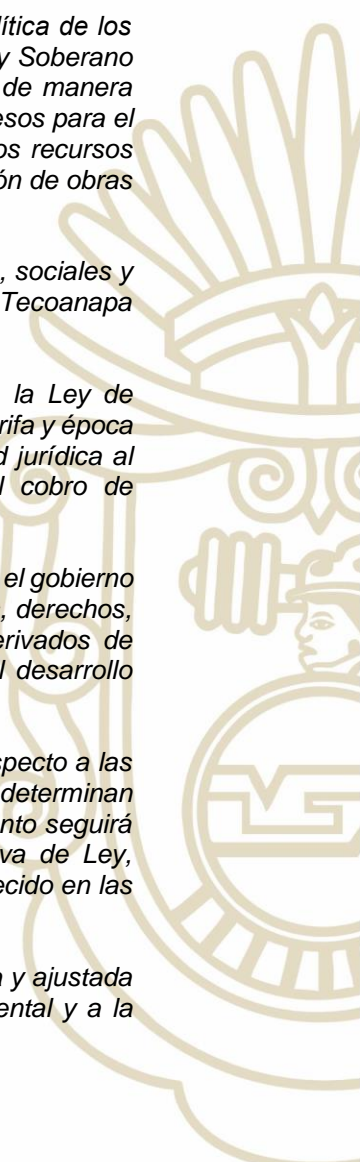 lítica de los
y Soberano
de manera
esos para el
os recursos
ón de obras
, sociales y
Tecoanapa
la Ley de
rifa y época
d jurídica al
l cobro de
el gobierno
, derechos,
erivados de
l desarrollo
specto a las
determinan
nto seguirá
va de Ley,
ecido en las
a y ajustada
ental y a la